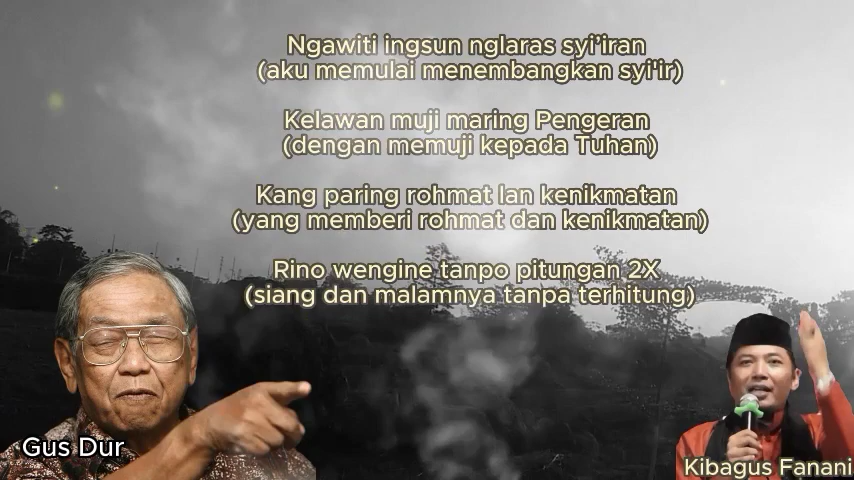 Ngawiti ingsun nglaras syi'iran
(aku memulai menembangkan syi'ir)
Kelawan muji maring Pengeran
(dengan memuji kepada Tuhan)
Kang paring rohmat lan kenikmatan
(yang memberi rohmat dan kenikmatan)
Rino wengine tanpo pitungan 2X
(siang dan malamnya tanpa terhitung)
Gus Dur
Kibagus Fanani